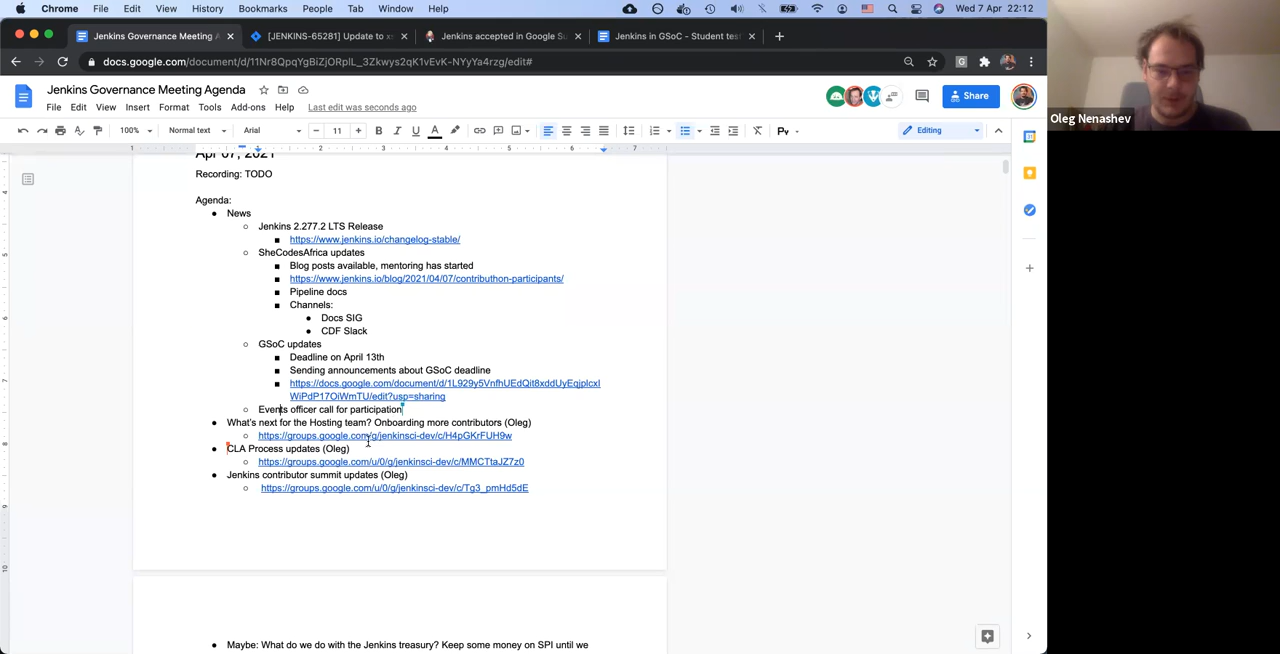 Chrome File Edit View History Bookmarks People Tab Window Help Wed 7 Apr 22:12
Jenkins Governance Meeting A [JENKINS-65281] Update to xs Jenkins accepted in Google Su Jenkins in GSoC - Student test
docs.google.com/document/d/11Nr8QpqYgBiZjORplL_3Zkwys2qK1vEvK-NYyYa4rzg/edit#
Jenkins Governance Meeting Agenda
File Edit View Insert Format Tools Add-ons Help Last edit was seconds ago
Share
100% Normal text Arial 11 Editing
Oleg Nenashev
Apr 07, 2021
Recording: TODO
Agenda:
News
Jenkins 2.277.2 LTS Release
https://www.jenkins.io/changelog-stable/
SheCodesAfrica updates
Blog posts available, mentoring has started
https://www.jenkins.io/blog/2021/04/07/contributhon-participants/
Pipeline docs
Channels:
Docs SIG
CDF Slack
GSoC updates
Deadline on April 13th
Sending announcements about GSoC deadline
https://docs.google.com/document/d/1L929y5VnfhUEdQit8xddUyEqjplcxI
WiPdP17OiWmTU/edit?usp=sharing
Events officer call for participation
What's next for the Hosting team? Onboarding more contributors (Oleg)
https://groups.google.com/g/jenkinsci-dev/c/H4pGKrFUH9w
CLA Process updates (Oleg)
https://groups.google.com/u/0/g/jenkinsci-dev/c/MMCTtaJZ7z0
Jenkins contributor summit updates (Oleg)
https://groups.google.com/u/0/g/jenkinsci-dev/c/Tg3_pmHd5dE
Maybe: What do we do with the Jenkins treasury? Keep some money on SPI until we